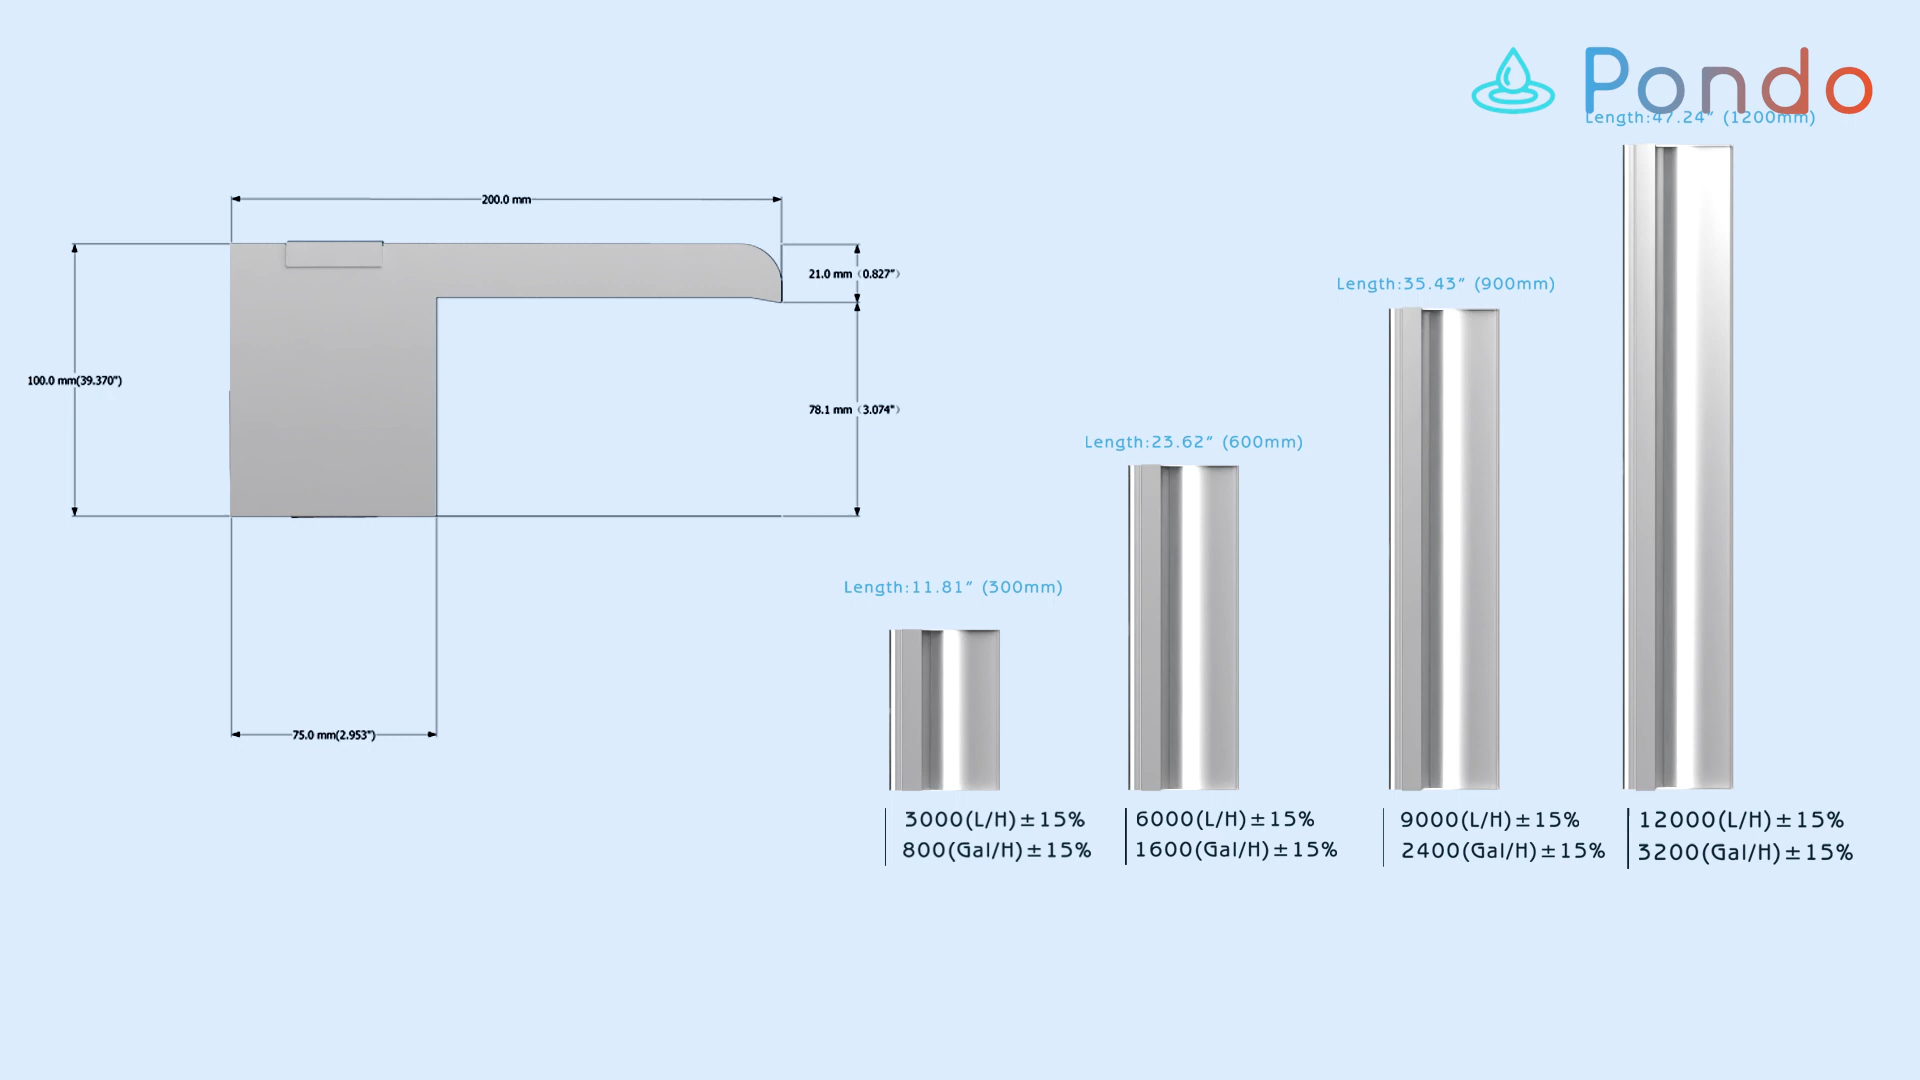 Pondo
Length:47.24” (1200mm)
200.0 mm
21.0 mm (0.827”)
Length:35.43” (900mm)
100.0 mm(39.370")
78.1 mm (3.074")
Length:23.62” (600mm)
Length:11.81” (300mm)
75.0 mm(2.953")
3000(L/H)±15%
800(Gal/H)±15%
6000(L/H)±15%
1600(Gal/H)±15%
9000(L/H)±15%
2400(Gal/H)±15%
12000(L/H)±15%
3200(Gal/H)±15%